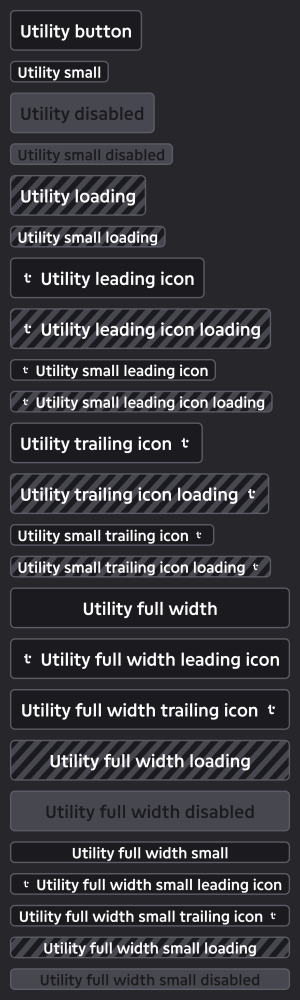 Utility button
Utility small
Utility disabled
Utility small disabled
Utility loading
Utility small loading
Utility leading icon
Utility leading icon loading
Utility small leading icon
Utility small leading icon loading
Utility trailing icon
Utility trailing icon loading
Utility small trailing icon
Utility small trailing icon loading
Utility full width
Utility full width leading icon
Utility full width trailing icon
Utility full width loading
Utility full width disabled
Utility full width small
Utility full width small leading icon
Utility full width small trailing icon
Utility full width small loading
Utility full width small disabled